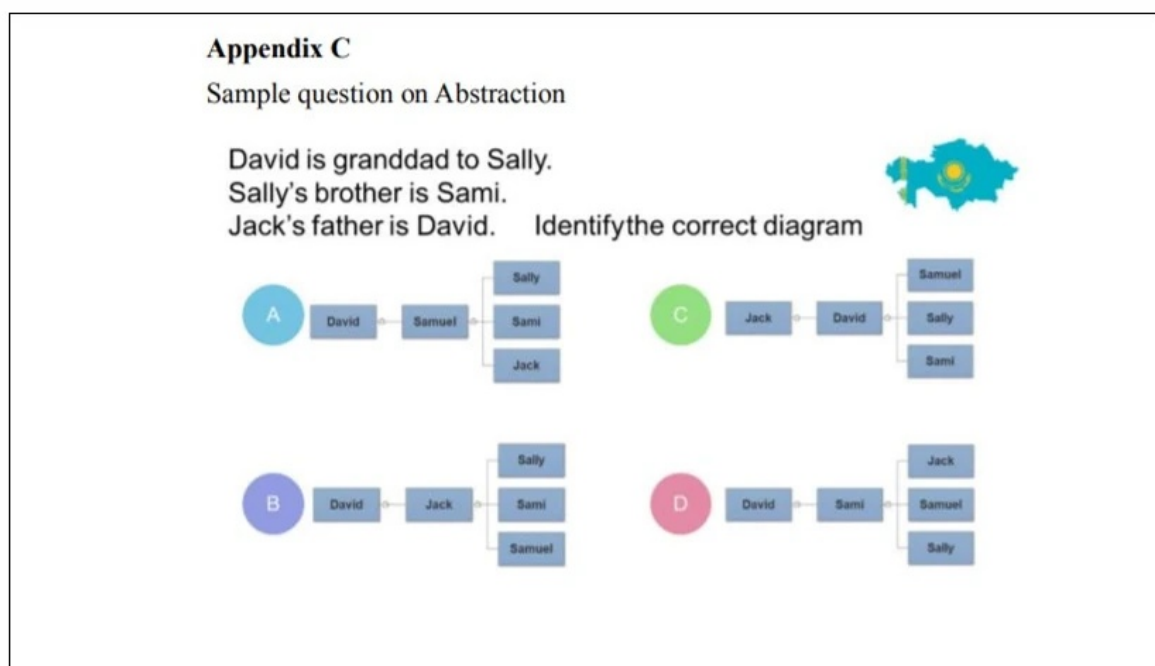 Appendix C
Sample question on Abstraction
David is granddad to Sally.
Sally's brother is Sami.
Jack's father is David. Identifythe correct diagram
A
David
Samuel
Sally
Sami
Jack
C
Jack
David
Samuel
Sally
Sami
B
David
Jack
Sally
Sami
Samuel
D
David
Sami
Jack
Samuel
Sally